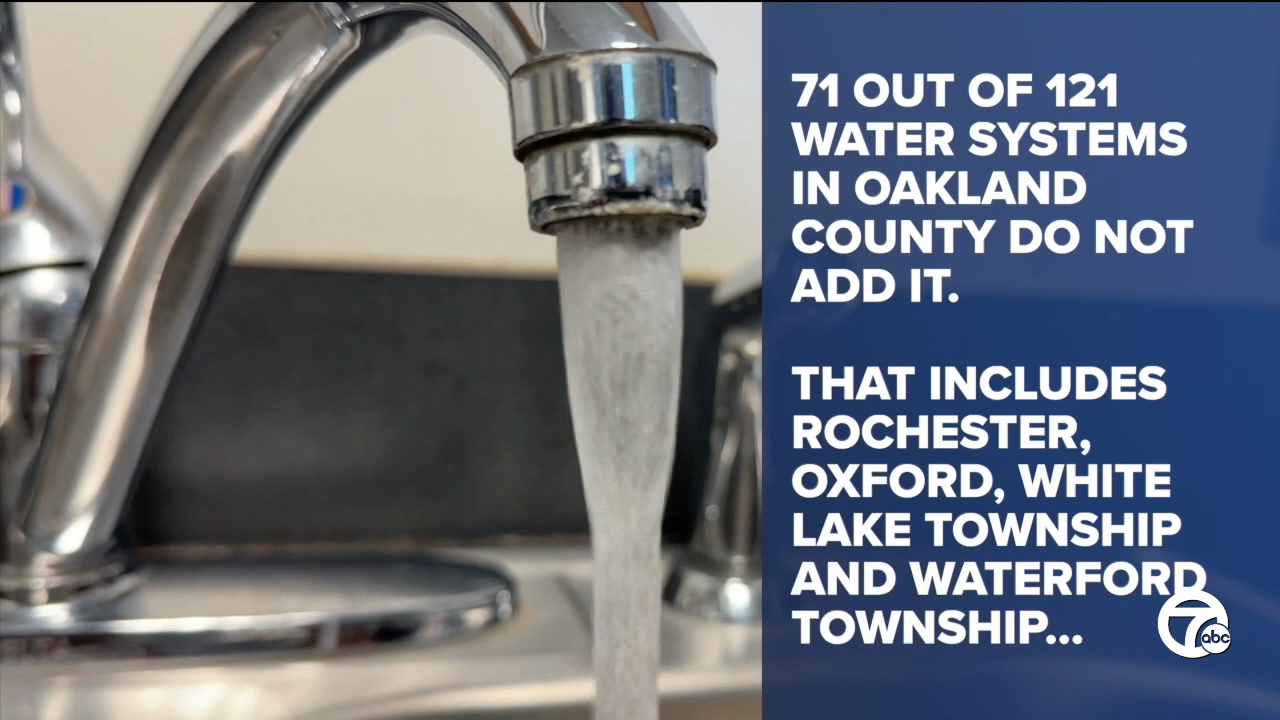 71 OUT OF 121
WATER SYSTEMS
IN OAKLAND
COUNTY DO NOT
ADD IT.
THAT INCLUDES
ROCHESTER,
OXFORD, WHITE
LAKE TOWNSHIP
AND WATERFORD
TOWNSHIP...
7 abc